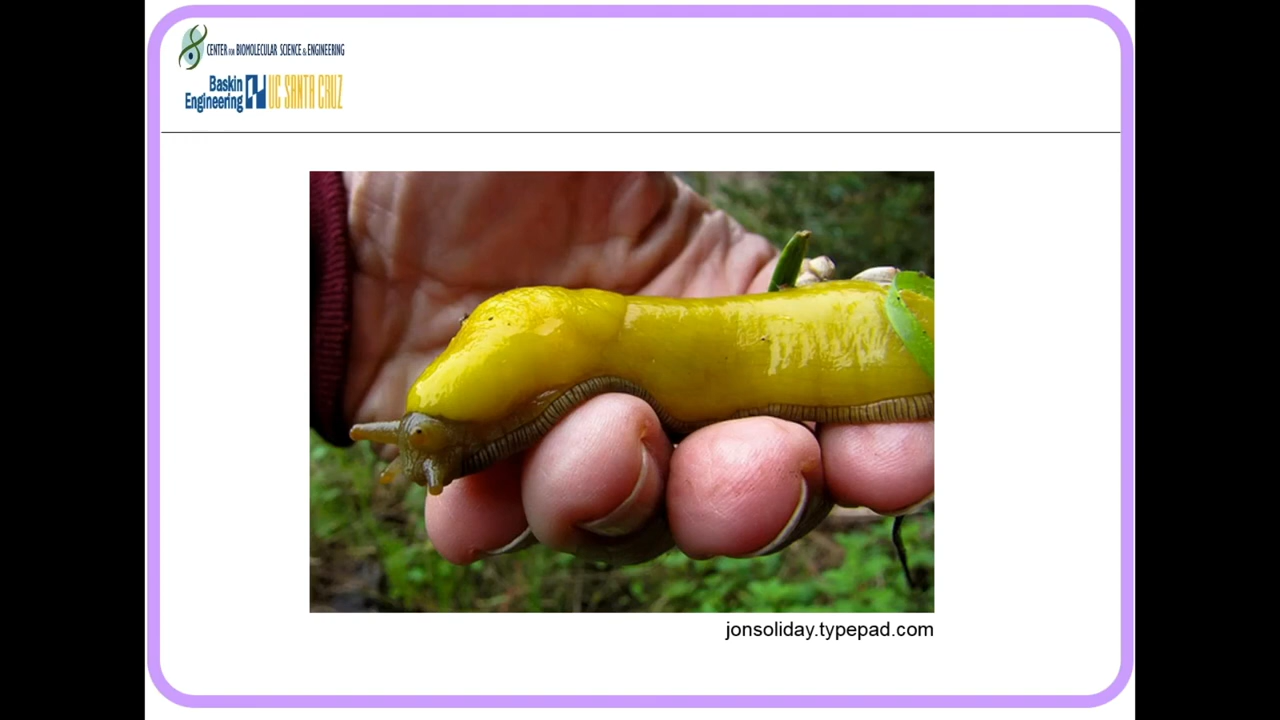 CENTER FOR BIOMOLECULAR SCIENCE & ENGINEERING
Baskin
Engineering
UC SANTA CRUZ
jonsoliday.typepad.com